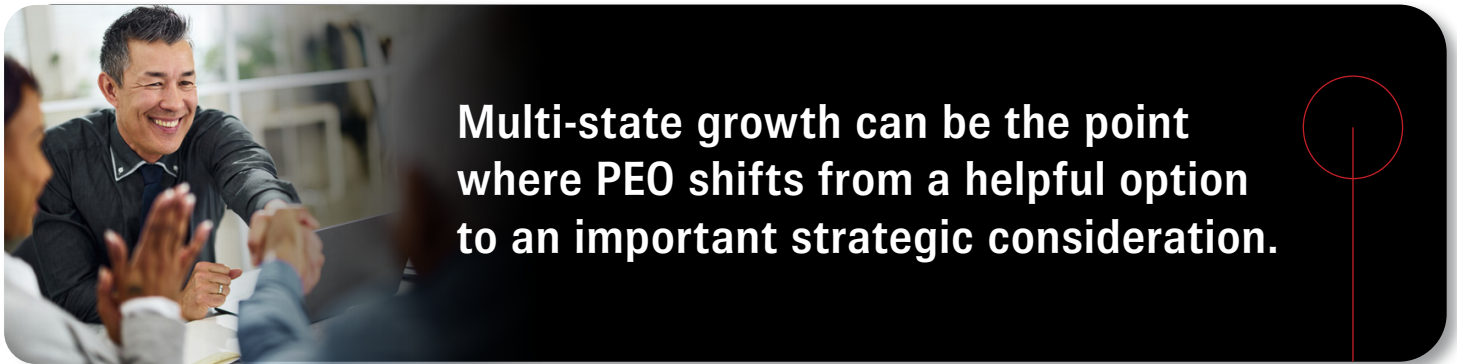 Multi-state growth can be the point
where PEO shifts from a helpful option
to an important strategic consideration.